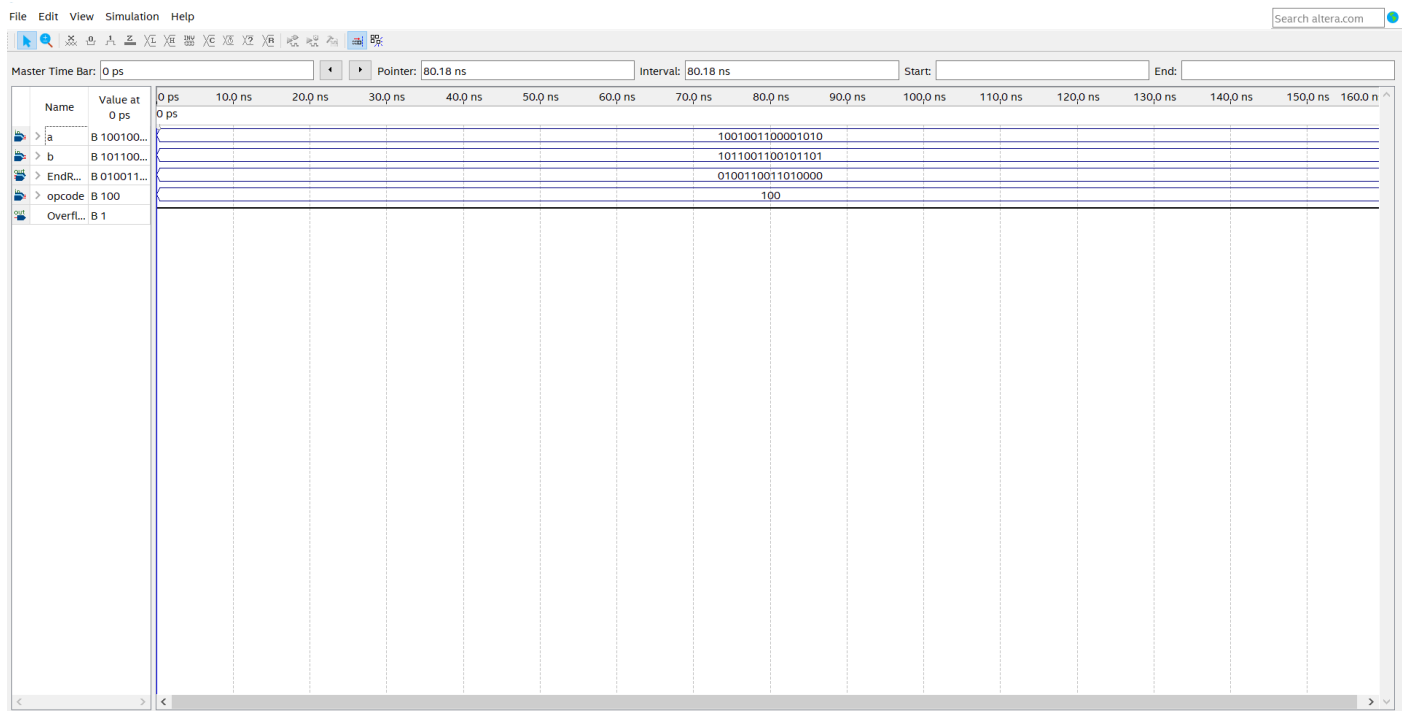 File Edit View Simulation Help
Search altera.com
Master Time Bar: 0 ps Pointer: 80.18 ns Interval: 80.18 ns Start: End:
Name Value at 0 ps
0 ps 10.0 ns 20.0 ns 30.0 ns 40.0 ns 50.0 ns 60.0 ns 70.0 ns 80.0 ns 90.0 ns 100.0 ns 110.0 ns 120.0 ns 130.0 ns 140.0 ns 150.0 ns 160.0 n
0 ps
a B 100100... 1001001100001010
b B 101100... 1011001100101101
EndR... B 010011... 0100110011010000
opcode B 100 100
Overfl... B 1